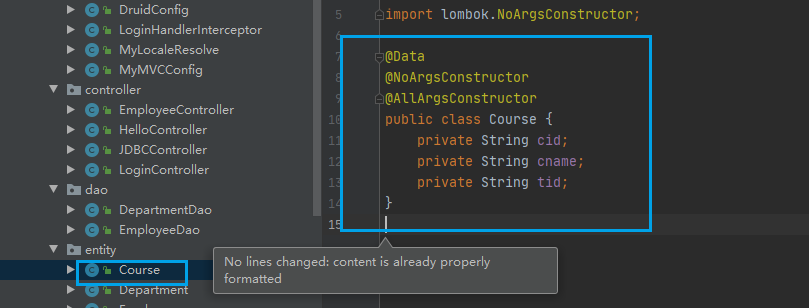 DruidConfig
LoginHandlerInterceptor
MyLocaleResolve
MyMVCConfig
controller
EmployeeController
HelloController
JDBCController
LoginController
dao
DepartmentDao
EmployeeDao
entity
Course
Department
5 import lombok.NoArgsConstructor;
6
7 @Data
8 @NoArgsConstructor
9 @AllArgsConstructor
10 public class Course {
11 private String cid;
12 private String cname;
13 private String tid;
14 }
15
No lines changed: content is already properly
formatted